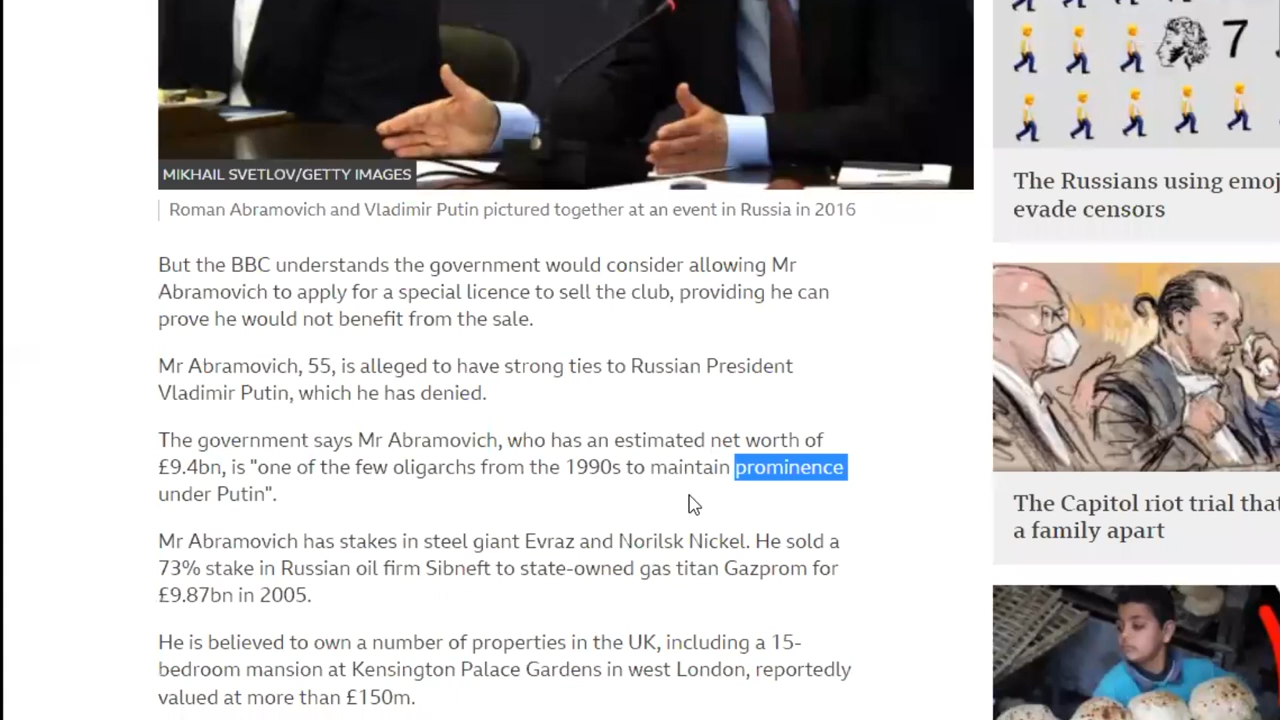 7
MIKHAIL SVETLOV/GETTY IMAGES
Roman Abramovich and Vladimir Putin pictured together at an event in Russia in 2016
But the BBC understands the government would consider allowing Mr
Abramovich to apply for a special licence to sell the club, providing he can
prove he would not benefit from the sale.
Mr Abramovich, 55, is alleged to have strong ties to Russian President
Vladimir Putin, which he has denied.
The government says Mr Abramovich, who has an estimated net worth of
£9.4bn, is "one of the few oligarchs from the 1990s to maintain prominence
under Putin".
Mr Abramovich has stakes in steel giant Evraz and Norilsk Nickel. He sold a
73% stake in Russian oil firm Sibneft to state-owned gas titan Gazprom for
£9.87bn in 2005.
He is believed to own a number of properties in the UK, including a 15-
bedroom mansion at Kensington Palace Gardens in west London, reportedly
valued at more than £150m.
The Russians using emoj
evade censors
The Capitol riot trial that
a family apart